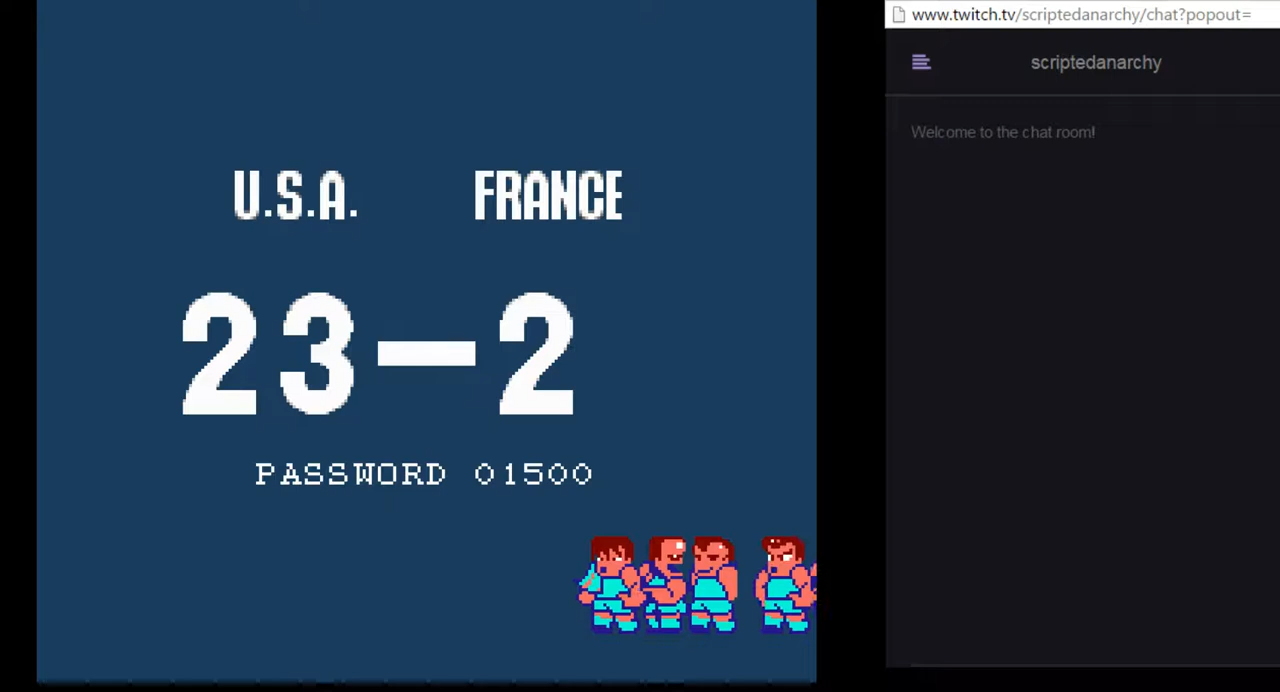 www.twitch.tv/scriptedanarchy/chat?popout=
scriptedanarchy
Welcome to the chat room!
U.S.A. FRANCE
23-2
PASSWORD 01500